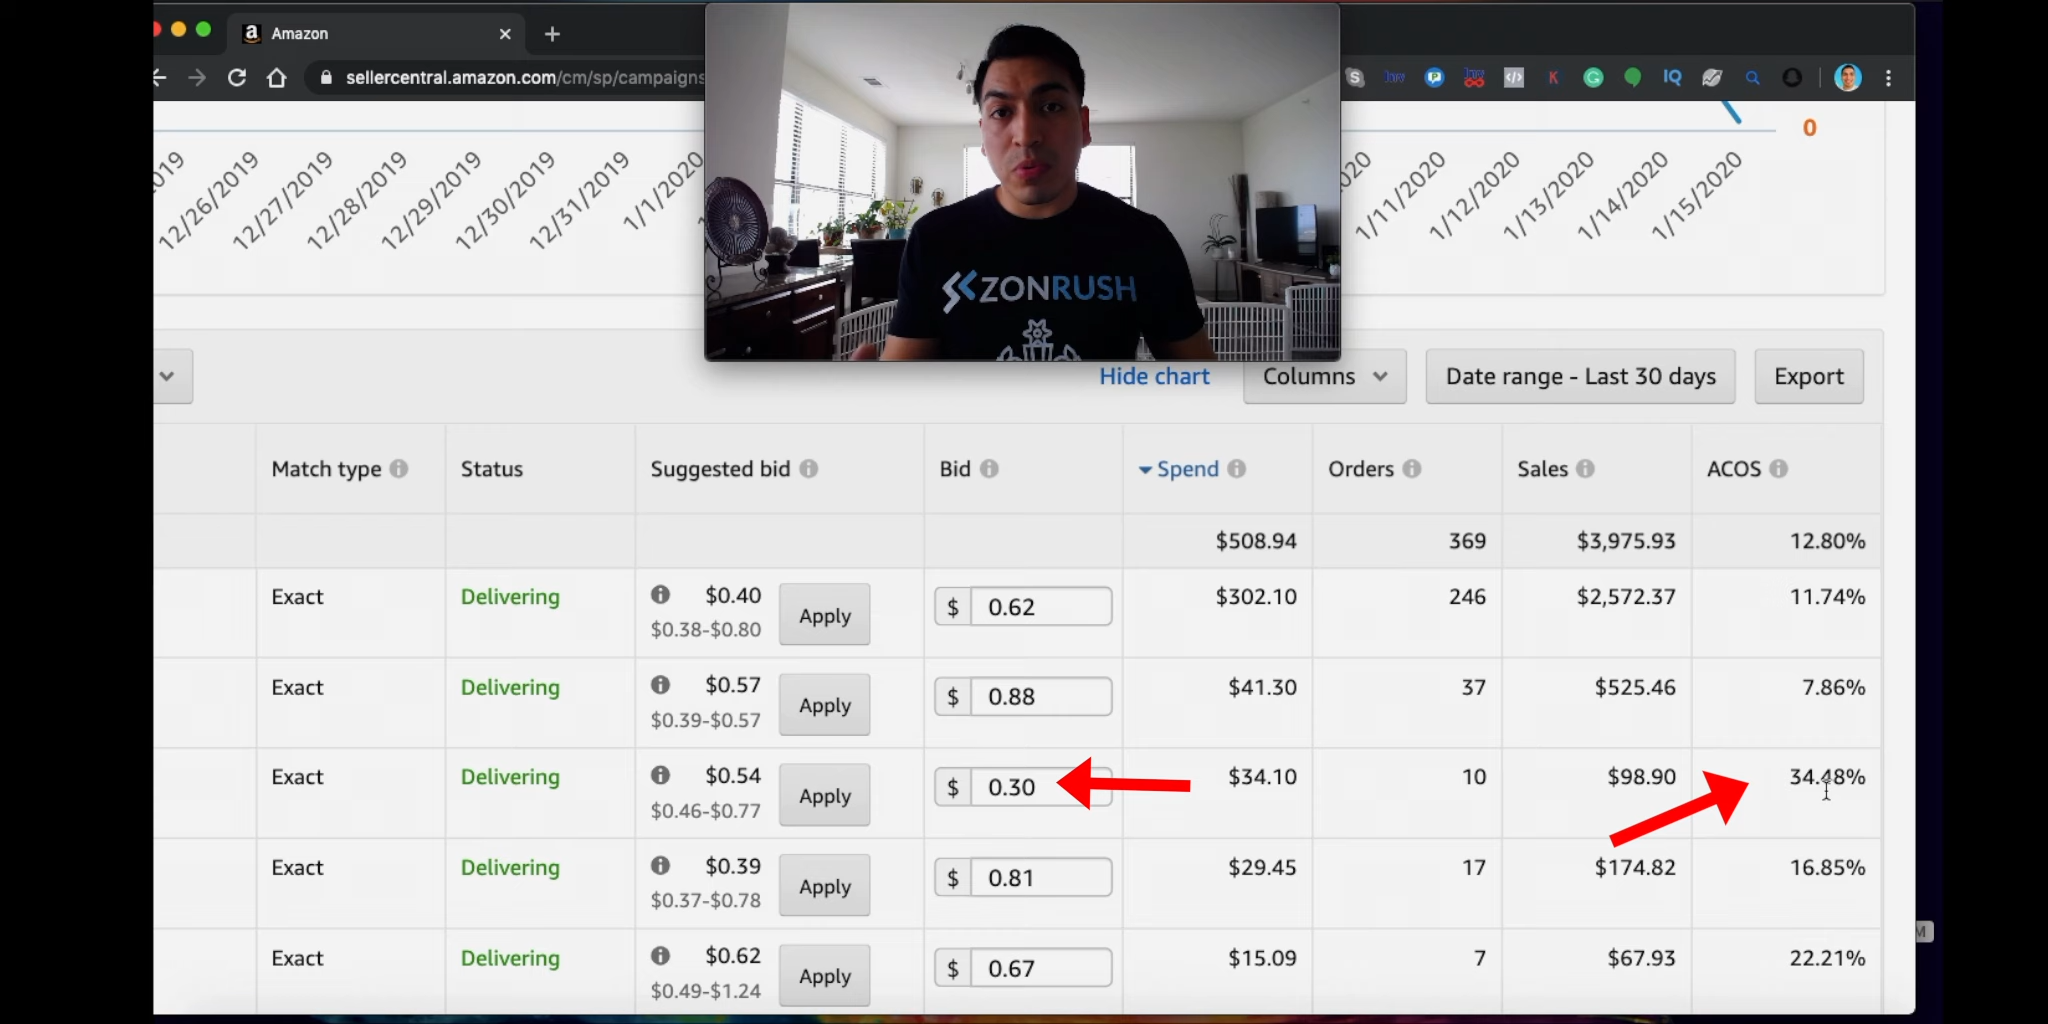 Amazon
sellercentral.amazon.com/cm/sp/campaigns
IQ
ZONRUSH
0
2019
12/26/2019
12/27/2019
12/28/2019
12/29/2019
12/30/2019
12/31/2019
1/1/2020
1/11/2020
1/12/2020
1/13/2020
1/14/2020
1/15/2020
Hide chart Columns Date range - Last 30 days Export
Match type Status Suggested bid Bid Spend Orders Sales ACOS
$508.94 369 $3,975.93 12.80%
Exact Delivering $0.40 Apply $ 0.62 $302.10 246 $2,572.37 11.74%
$0.38-$0.80
Exact Delivering $0.57 Apply $ 0.88 $41.30 37 $525.46 7.86%
$0.39-$0.57
Exact Delivering $0.54 Apply $ 0.30 $34.10 10 $98.90 34.48%
$0.46-$0.77
Exact Delivering $0.39 Apply $ 0.81 $29.45 17 $174.82 16.85%
$0.37-$0.78
Exact Delivering $0.62 Apply $ 0.67 $15.09 7 $67.93 22.21%
$0.49-$1.24